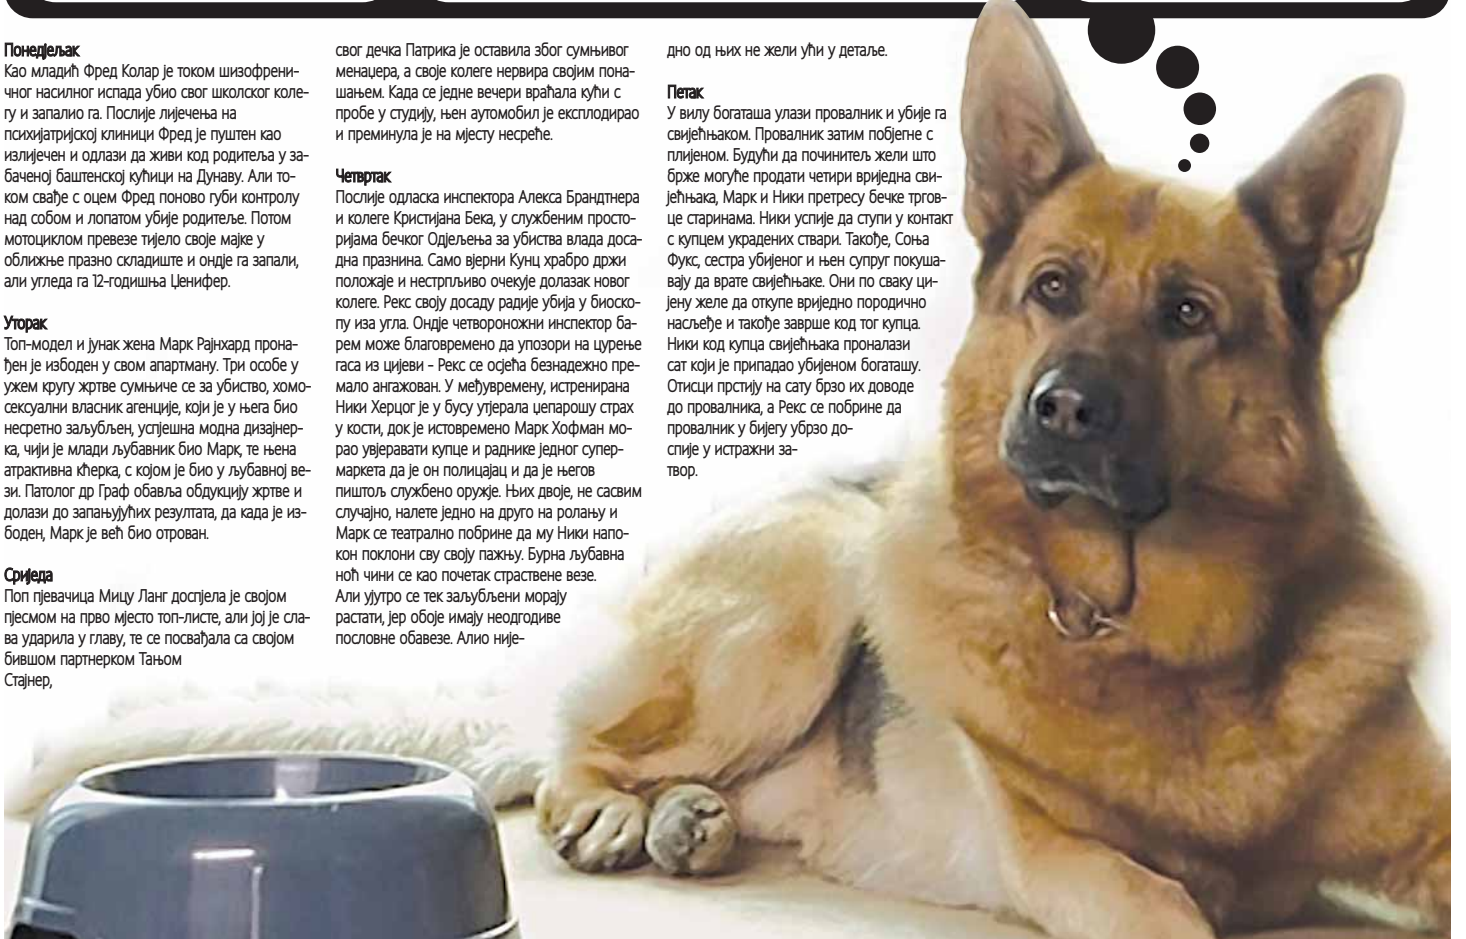 Понедјељак
Као младић Фред Колар је током шизофрени-
чног насилног испада убио свог школског коле-
гу и запалио га. Послије лијечења на
психијатријској клиници Фред је пуштен као
излијечен и одлази да живи код родитеља у за-
баченој баштенској кућици на Дунаву. Али то-
ком свађе с оцем Фред поново губи контролу
над собом и лопатом убије родитеље. Потом
мотоциклом превезе тијело своје мајке у
оближње празно складиште и ондје га запали,
али угледа га 12-годишња Џенифер.

Уторак
Топ-модел и јунак жена Марк Рајнхард прона-
ђен је избоден у свом апартману. Три особе у
ужем кругу жртве сумњиче се за убиство, хомо-
сексуални власник агенције, који је у њега био
несретно заљубљен, успјешна модна дизајнер-
ка, чији је млади љубавник био Марк, те њена
атрактивна кћерка, с којом је био у љубавној ве-
зи. Патолог др Граф обавља обдукцију жртве и
долази до запањујућих резултата, да када је из-
боден, Марк је већ био отрован.

Сриједа
Поп пјевачица Мицу Ланг доспјела је својом
пјесмом на прво мјесто топ-листе, али јој је сла-
ва ударила у главу, те се посвађала са својом
бившом партнерком Тањом
Стајнер,
свог дечка Патрика је оставила због сумњивог
менаџера, а своје колеге нервира својим пона-
шањем. Када се једне вечери враћала кући с
пробе у студију, њен аутомобил је експлодирао
и преминула је на мјесту несреће.

Четвртак
Послије одласка инспектора Алекса Брандтнера
и колеге Кристијана Бека, у службеним просто-
ријама бечког Одјељења за убиства влада доса-
дна празнина. Само вјерни Кунц храбро држи
положаје и нестрпљиво очекује долазак новог
колеге. Рекс своју досаду радије убија у биоско-
пу иза угла. Ондје четвороножни инспектор ба-
рем може благовремено да упозори на цурење
гаса из цијеви - Рекс се осјећа безнадежно пре-
мало ангажован. У међувремену, истренирана
Ники Херцог је у бусу утјерала џепарошу страх
у кости, док је истовремено Марк Хофман мо-
рао увјеравати купце и раднике једног супер-
маркета да је он полицајац и да је његов
пиштољ службено оружје. Њих двоје, не сасвим
случајно, налете једно на друго на ролању и
Марк се театрално побрине да му Ники напо-
кон поклони сву своју пажњу. Бурна љубавна
ноћ чини се као почетак страствене везе.
Али ујутро се тек заљубљени морају
растати, јер обоје имају неодгодиве
пословне обавезе. Алио није-
дно од њих не жели ући у детаље.

Петак
У вилу богаташа улази провалник и убије га
свијећњаком. Провалник затим побјегне с
плијеном. Будући да починитељ жели што
брже могуће продати четири вриједна сви-
јећњака, Марк и Ники претресу бечке тргов-
це старинама. Ники успије да ступи у контакт
с купцем украдених ствари. Такође, Соња
Фукс, сестра убијеног и њен супруг покуша-
вају да врате свијећњаке. Они по сваку ци-
јену желе да откупе вриједно породично
насљеђе и такође заврше код тог купца.
Ники код купца свијећњака проналази
сат који је припадао убијеном богаташу.
Отисци прстију на сату брзо их доводе
до провалника, а Рекс се побрине да
провалник у бијегу убрзо до-
спије у истражни за-
твор.